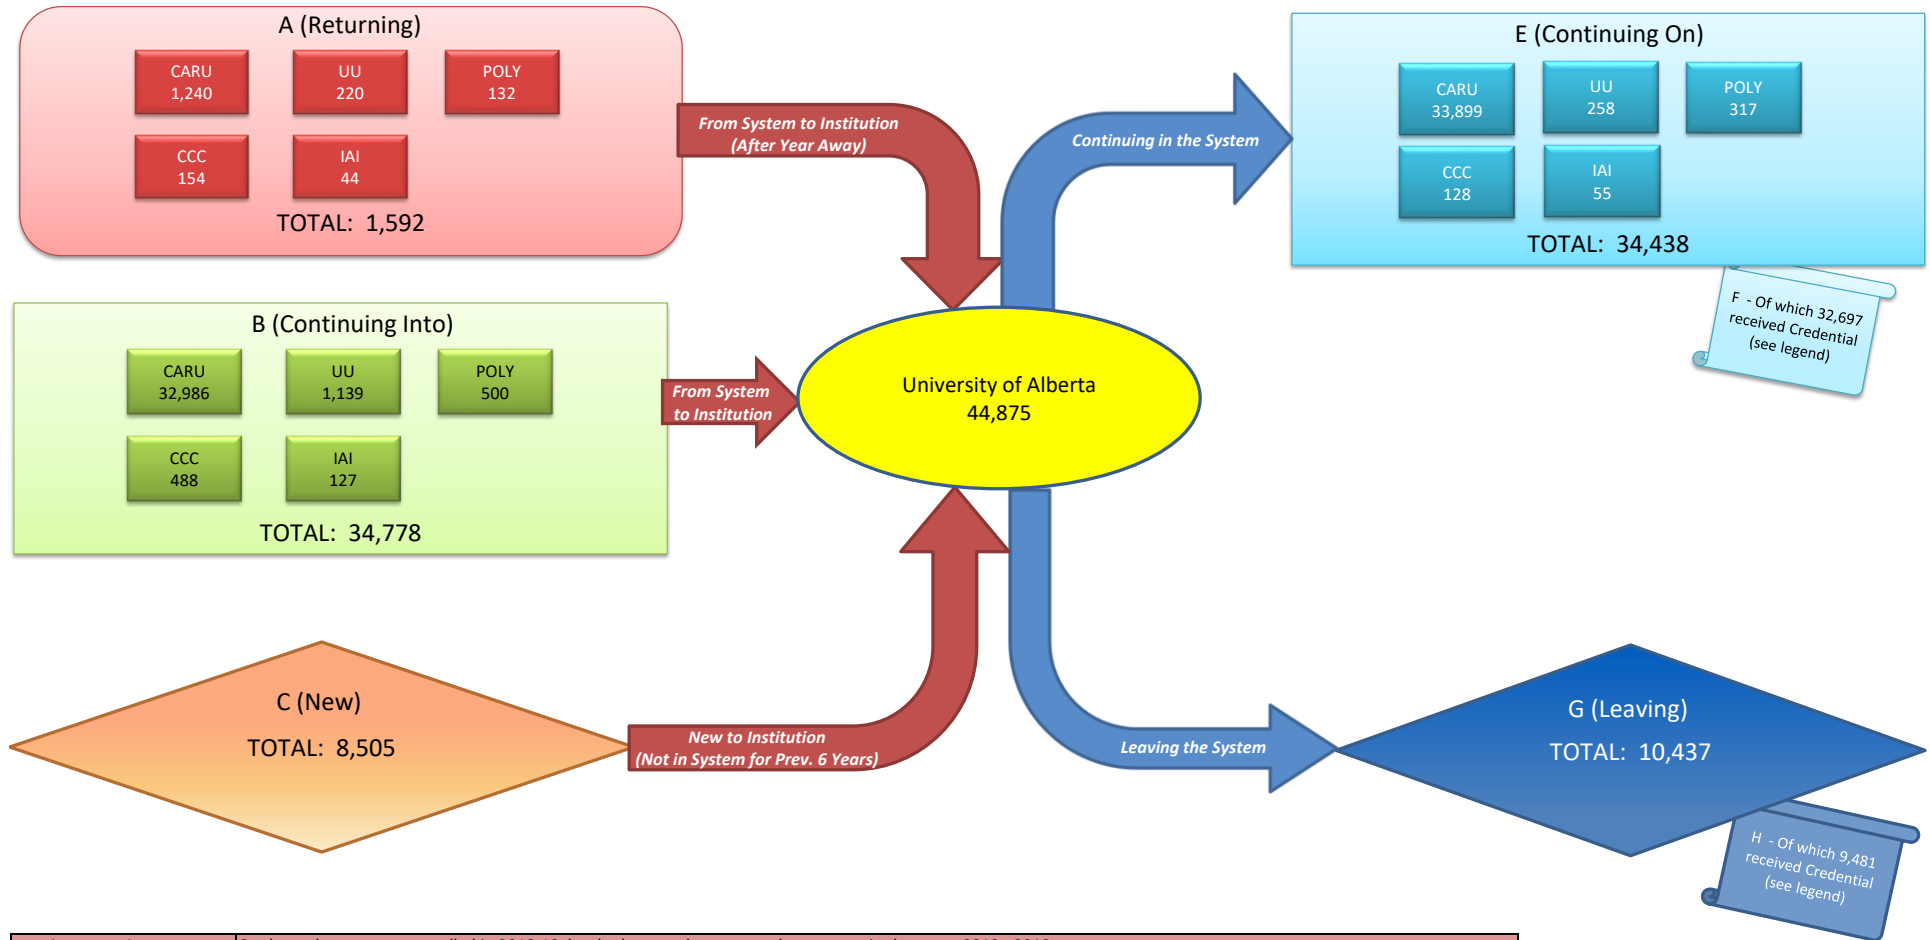 A (Returning)
CARU
1,240
UU
220
POLY
132
CCC
154
IAI
44
TOTAL: 1,592
From System to Institution
(After Year Away)
Continuing in the System
E (Continuing On)
CARU
33,899
UU
258
POLY
317
CCC
128
IAI
55
TOTAL: 34,438
F - Of which 32,697
received Credential
(see legend)
B (Continuing Into)
CARU
32,986
UU
1,139
POLY
500
CCC
488
IAI
127
TOTAL: 34,778
From System
to Institution
University of Alberta
44,875
C (New)
TOTAL: 8,505
New to Institution
(Not in System for Prev. 6 Years)
Leaving the System
G (Leaving)
TOTAL: 10,437
H - Of which 9,481
received Credential
(see legend)